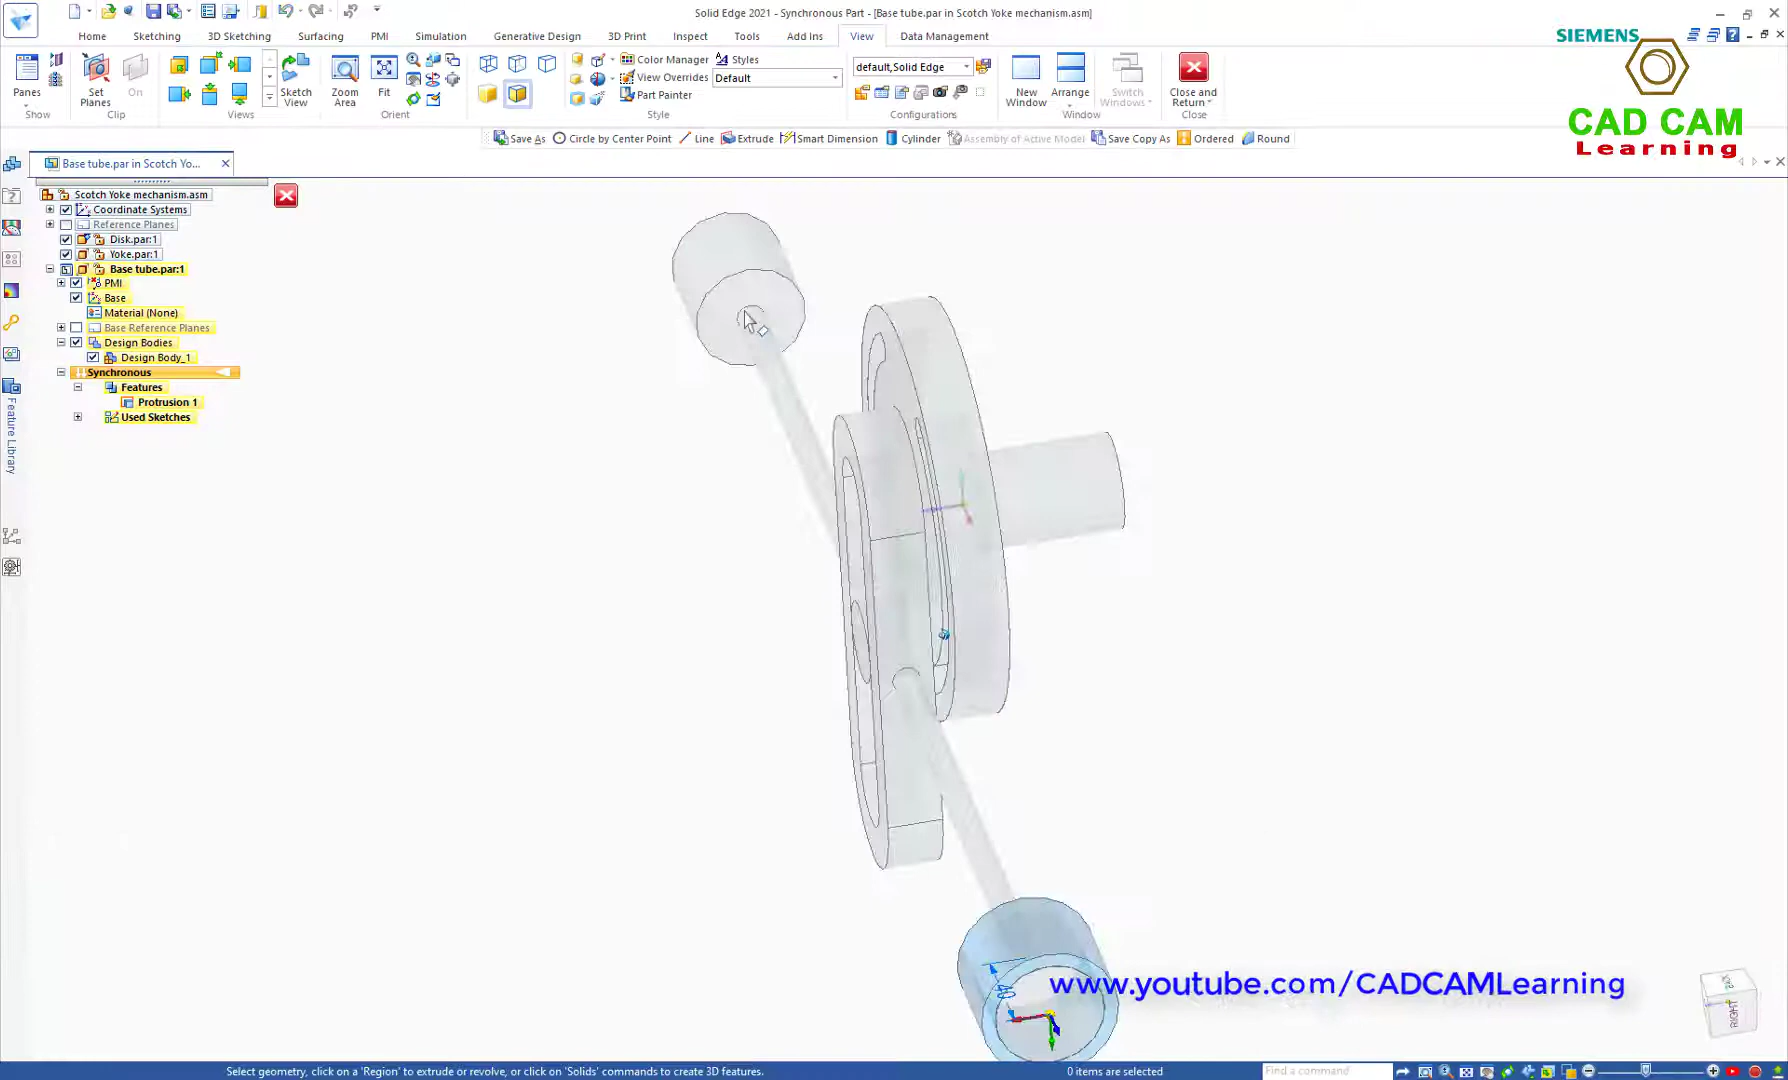 Solid Edge 2021 - Synchronous Part - [Base tube.par in Scotch Yoke mechanism.asm]
Home Sketching 3D Sketching Surfacing PMI Simulation Generative Design 3D Print Inspect Tools Add Ins View Data Management
SIEMENS
CAD CAM
Learning
Panes
Set Planes
On
Sketch View
Zoom Area
Fit
Color Manager
Styles
View Overrides
Default
Part Painter
default,Solid Edge
New Window
Arrange
Switch Windows
Close and Return
Show Clip Views Orient Style Configurations Window Close
Save As Circle by Center Point Line Extrude Smart Dimension Cylinder Assembly of Active Model Save Copy As Ordered Round
Base tube.par in Scotch Yo...
Scotch Yoke mechanism.asm
Coordinate Systems
Reference Planes
Disk.par:1
Yoke.par:1
Base tube.par:1
PMI
Base
Material (None)
Base Reference Planes
Design Bodies
Design Body_1
Synchronous
Features
Protrusion 1
Used Sketches
Feature Library
40
www.youtube.com/CADCAMLearning
RIGHT
Select geometry, click on a 'Region' to extrude or revolve, or click on 'Solids' commands to create 3D features.
0 items are selected
Find a command